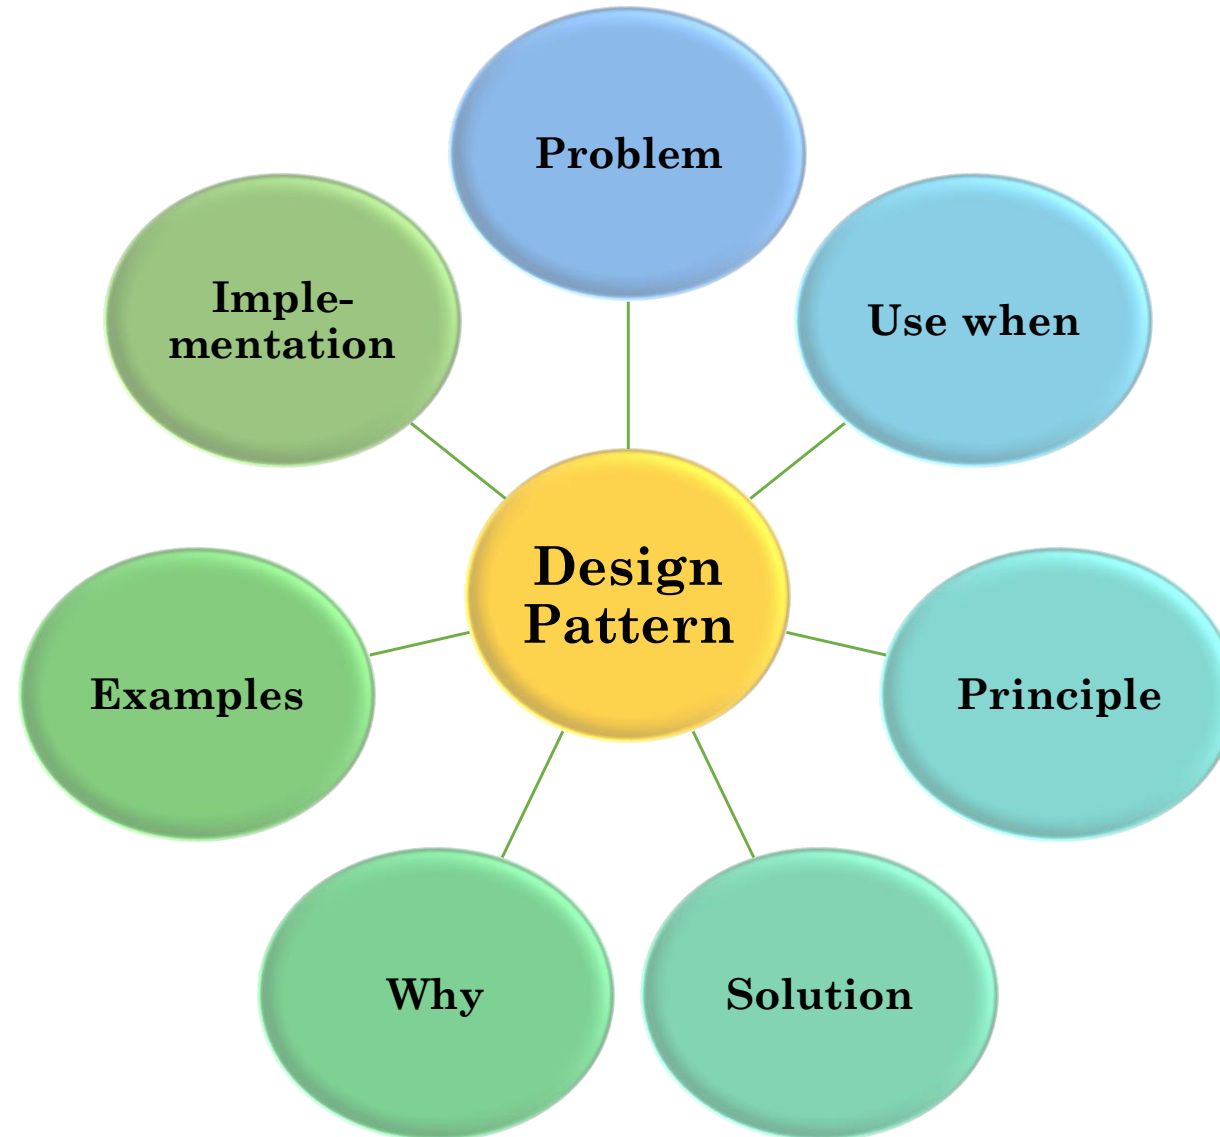 Problem
Use when
Principle
Solution
Why
Examples
Imple-
mentation
Design
Pattern